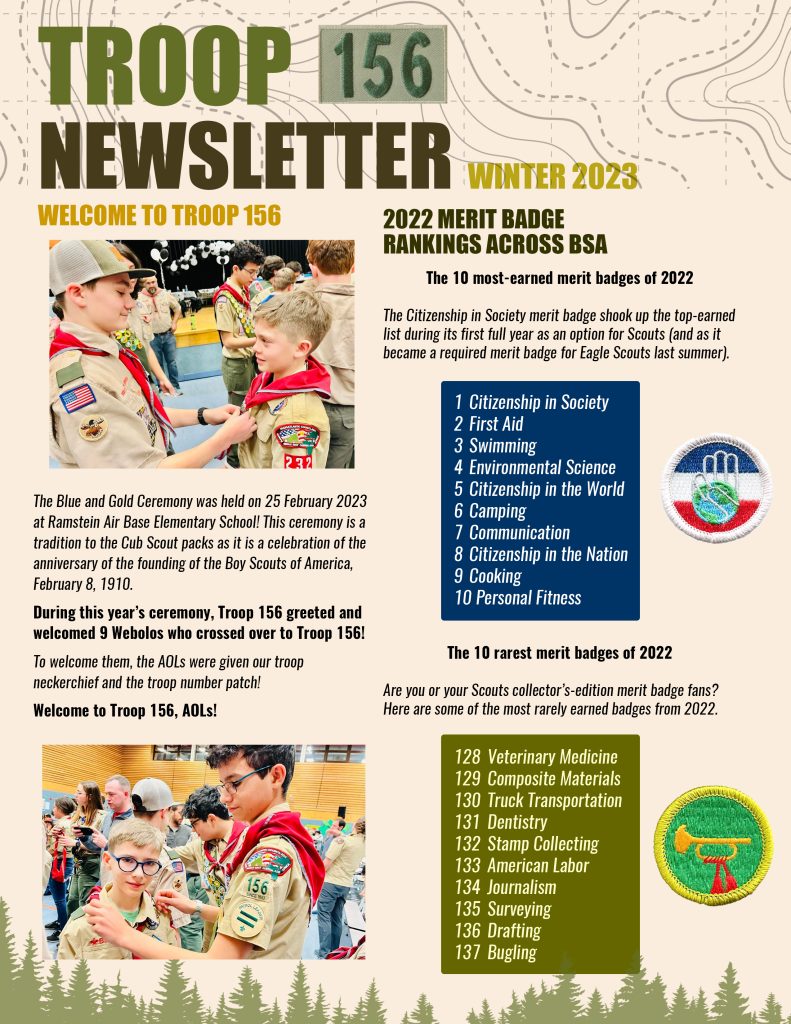 TROOP 156
NEWSLETTER WINTER 2023
WELCOME TO TROOP 156
232
The Blue and Gold Ceremony was held on 25 February 2023
at Ramstein Air Base Elementary School! This ceremony is a
tradition to the Cub Scout packs as it is a celebration of the
anniversary of the founding of the Boy Scouts of America,
February 8, 1910.
During this year's ceremony, Troop 156 greeted and
welcomed 9 Webolos who crossed over to Troop 156!
To welcome them, the AOLs were given our troop
neckerchief and the troop number patch!
Welcome to Troop 156, AOLs!
156
2022 MERIT BADGE
RANKINGS ACROSS BSA
The 10 most-earned merit badges of 2022
The Citizenship in Society merit badge shook up the top-earned
list during its first full year as an option for Scouts (and as it
became a required merit badge for Eagle Scouts last summer).
1 Citizenship in Society
2 First Aid
3 Swimming
4 Environmental Science
5 Citizenship in the World
6 Camping
7 Communication
8 Citizenship in the Nation
9 Cooking
10 Personal Fitness
The 10 rarest merit badges of 2022
Are you or your Scouts collector's-edition merit badge fans?
Here are some of the most rarely earned badges from 2022.
128 Veterinary Medicine
129 Composite Materials
130 Truck Transportation
131 Dentistry
132 Stamp Collecting
133 American Labor
134 Journalism
135 Surveying
136 Drafting
137 Bugling